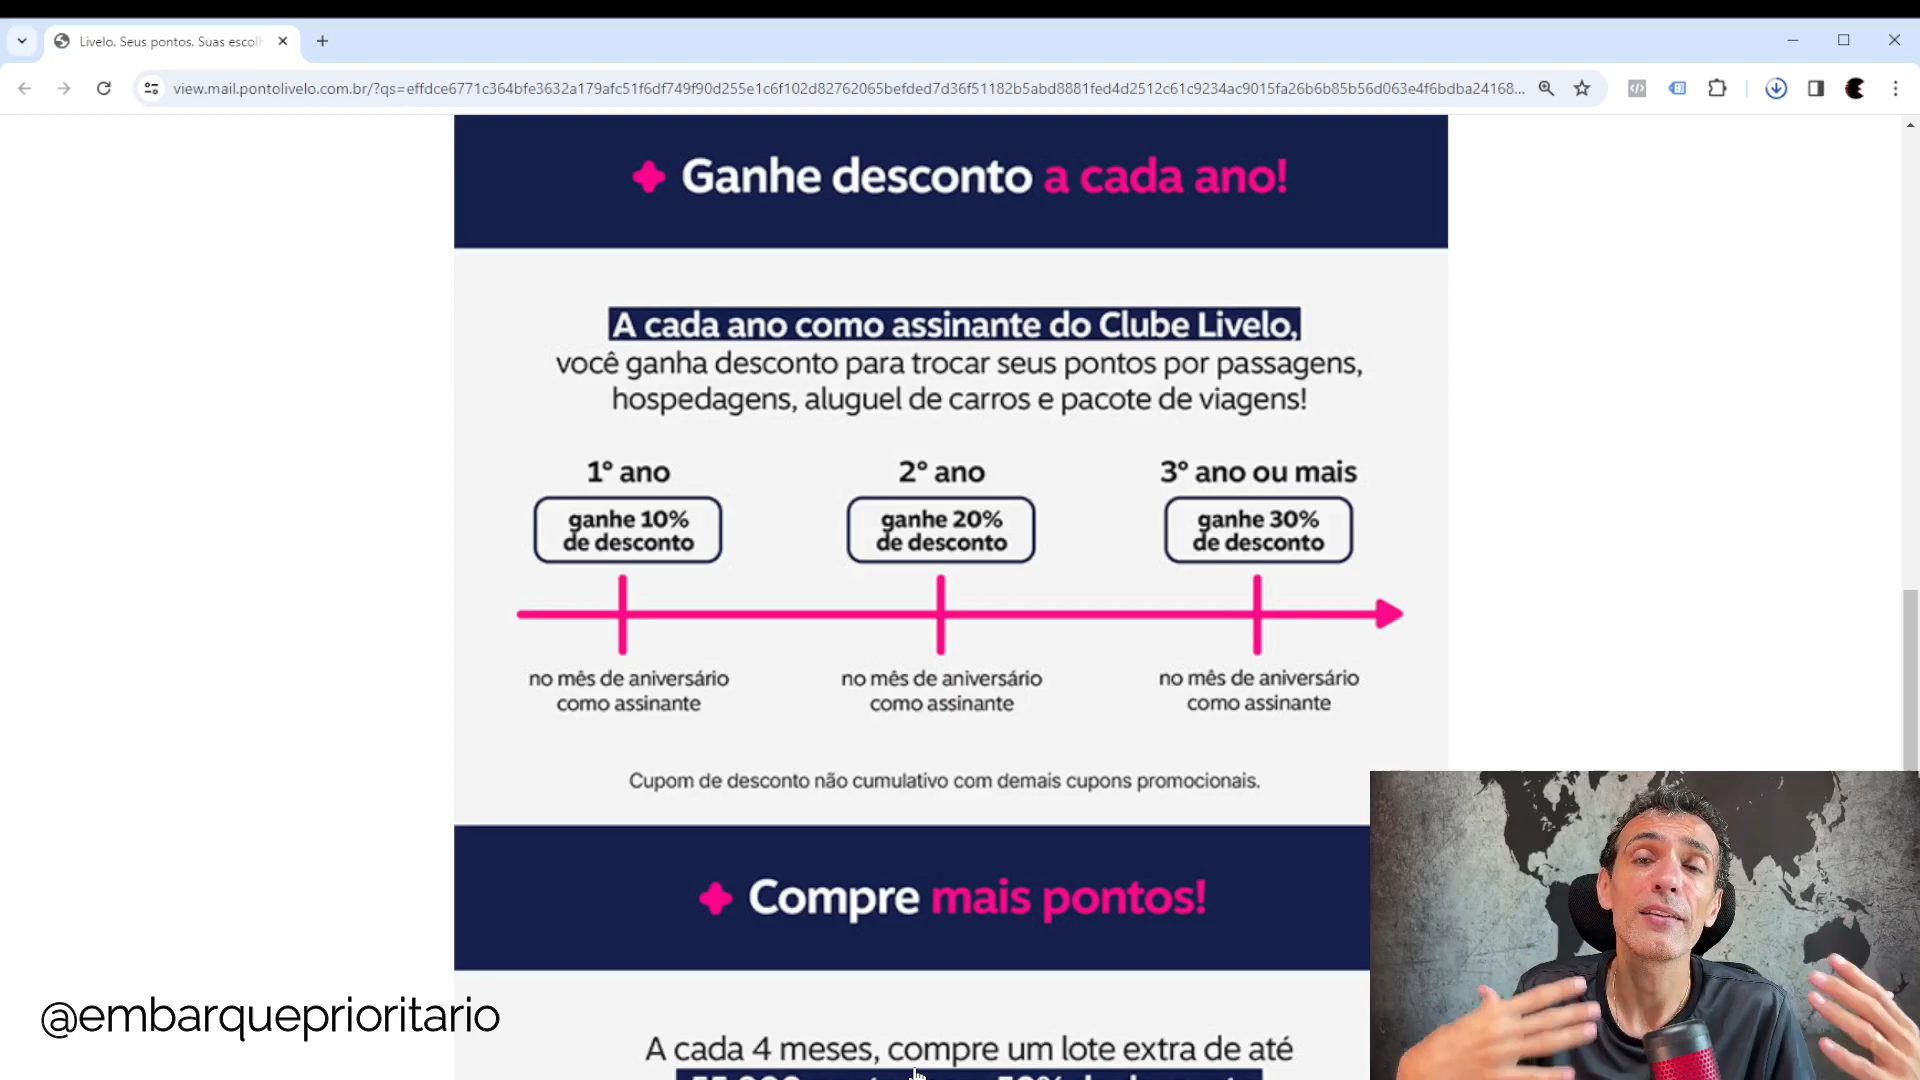 Livelo. Seus pontos. Suas escol
view.mail.pontolivelo.com.br/?qs=effdce6771c364bfe3632a179afc51f6df749f90d255e1c6f102d82762065befded7d36f51182b5abd8881fed4d2512c61c9234ac9015fa26b6b85b56d063e4f6bdba24168...
Ganhe desconto a cada ano!
A cada ano como assinante do Clube Livelo,
você ganha desconto para trocar seus pontos por passagens,
hospedagens, aluguel de carros e pacote de viagens!
1º ano
2º ano
3º ano ou mais
ganhe 10%
de desconto
ganhe 20%
de desconto
ganhe 30%
de desconto
no mês de aniversário
como assinante
no mês de aniversário
como assinante
no mês de aniversário
como assinante
Cupom de desconto não cumulativo com demais cupons promocionais.
Compre mais pontos!
@embarqueprioritario
A cada 4 meses, compre um lote extra de até